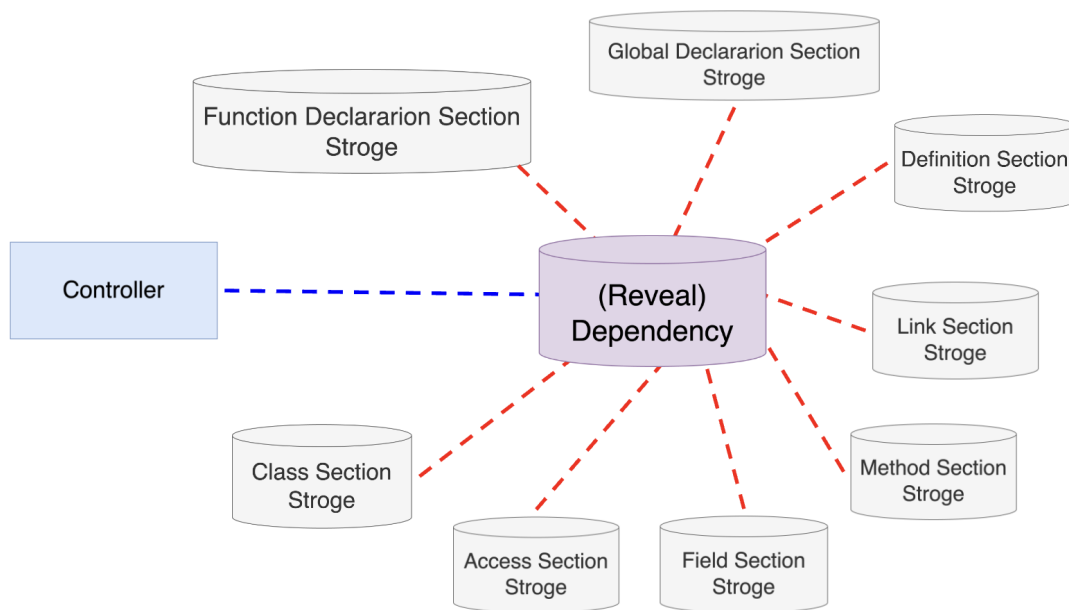 Global Declararion Section
Stroge
Function Declararion Section
Stroge
Definition Section
Stroge
Controller
(Reveal)
Dependency
Link Section
Stroge
Class Section
Stroge
Method Section
Stroge
Access Section
Stroge
Field Section
Stroge